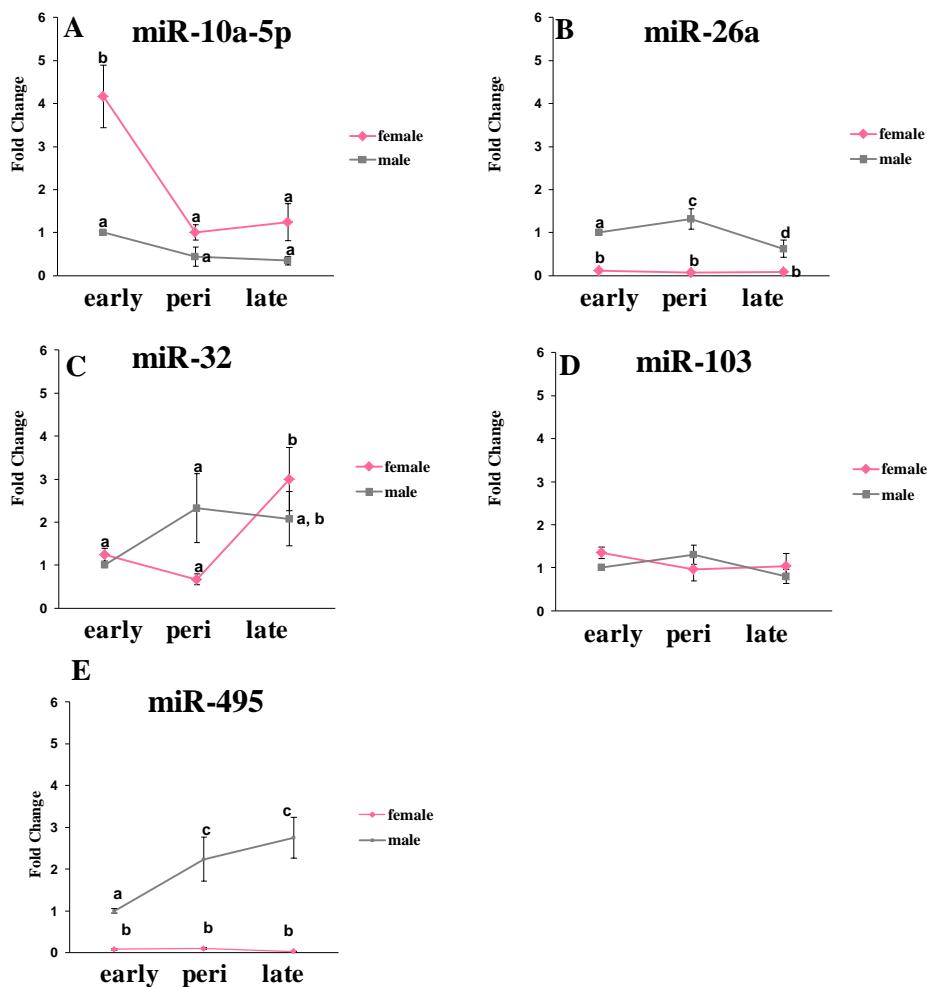 A
miR-10a-5p
6
5
4
3
2
1
0
Fold Change
b
a
a
a
a
a
female
male
early peri late
B
miR-26a
6
5
4
3
2
1
0
Fold Change
a
c
d
b
b
b
female
male
early peri late
C
miR-32
6
5
4
3
2
1
0
Fold Change
a
a
a
b
a, b
female
male
early peri late
D
miR-103
6
5
4
3
2
1
0
Fold Change
female
male
early peri late
E
miR-495
6
5
4
3
2
1
0
Fold Change
a
c
c
b
b
b
female
male
early peri late